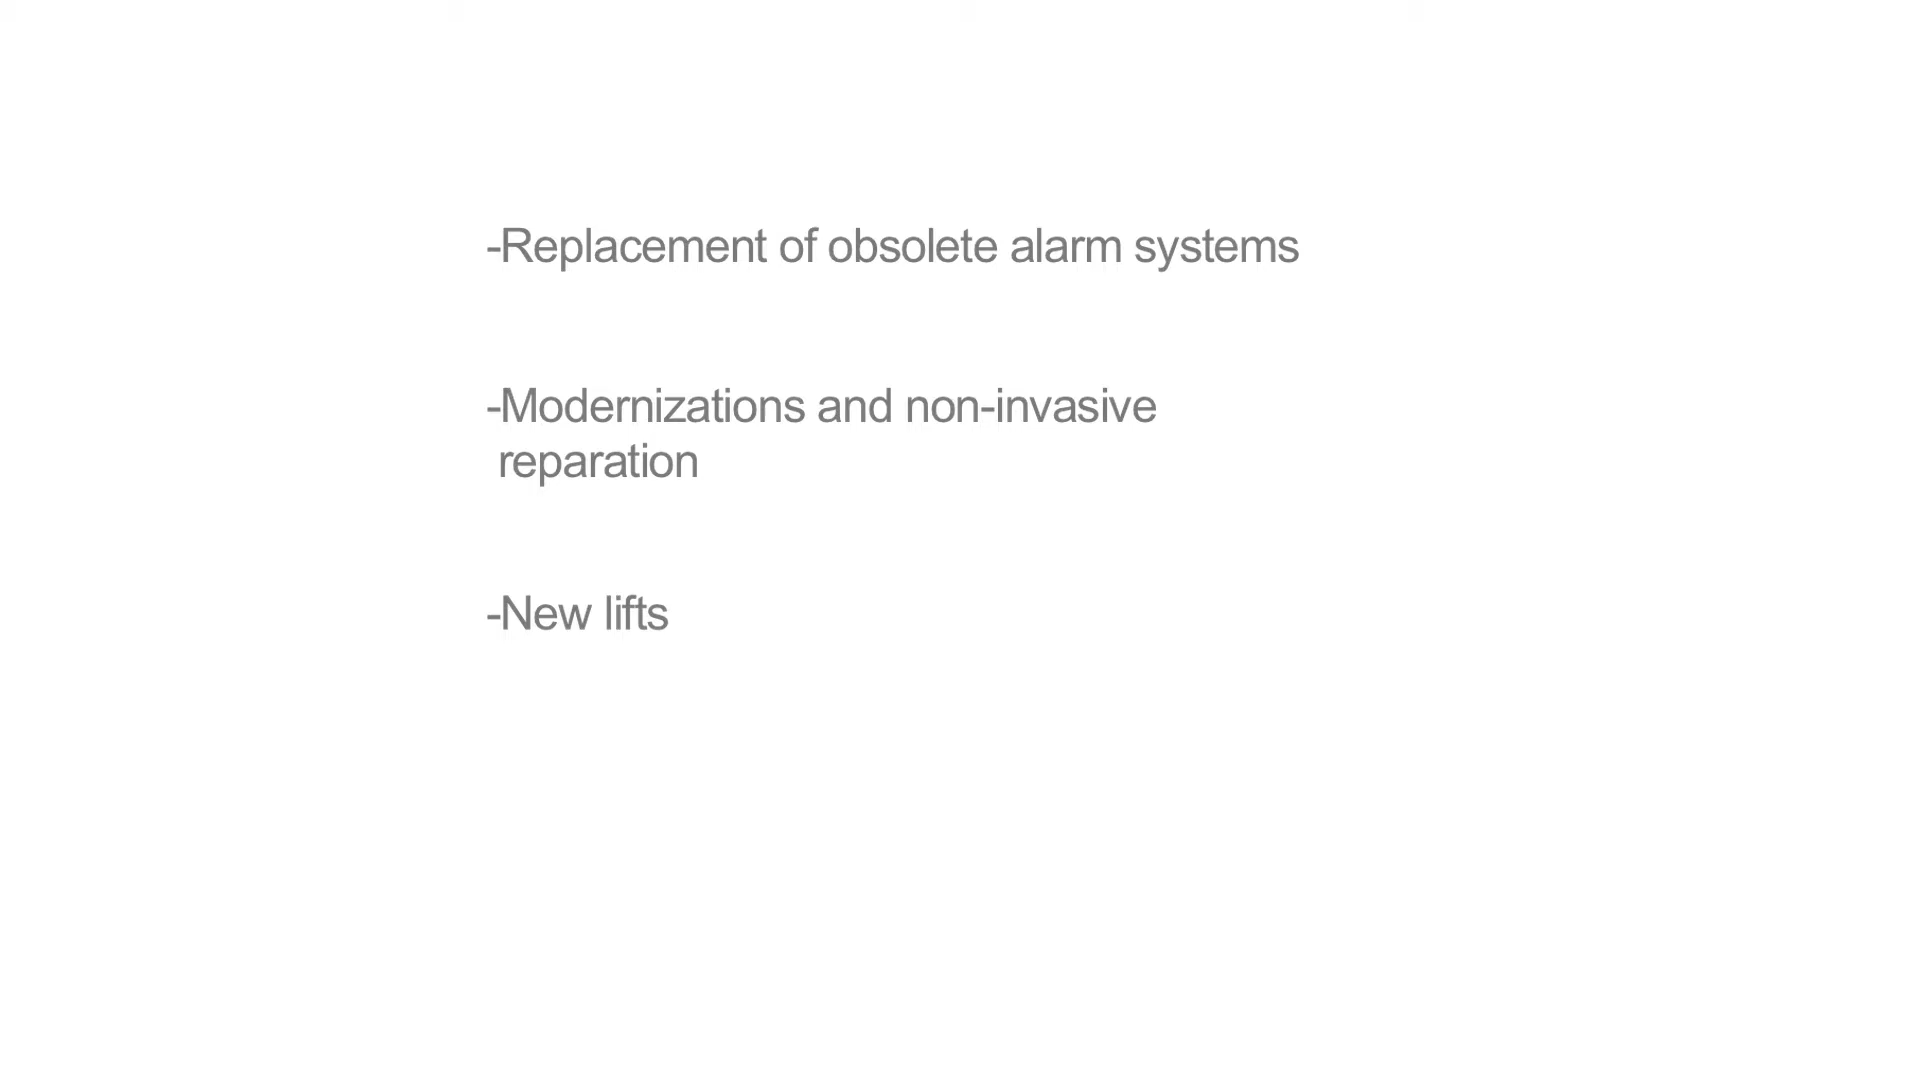 -Replacement of obsolete alarm systems
-Modernizations and non-invasive
reparation
-New lifts